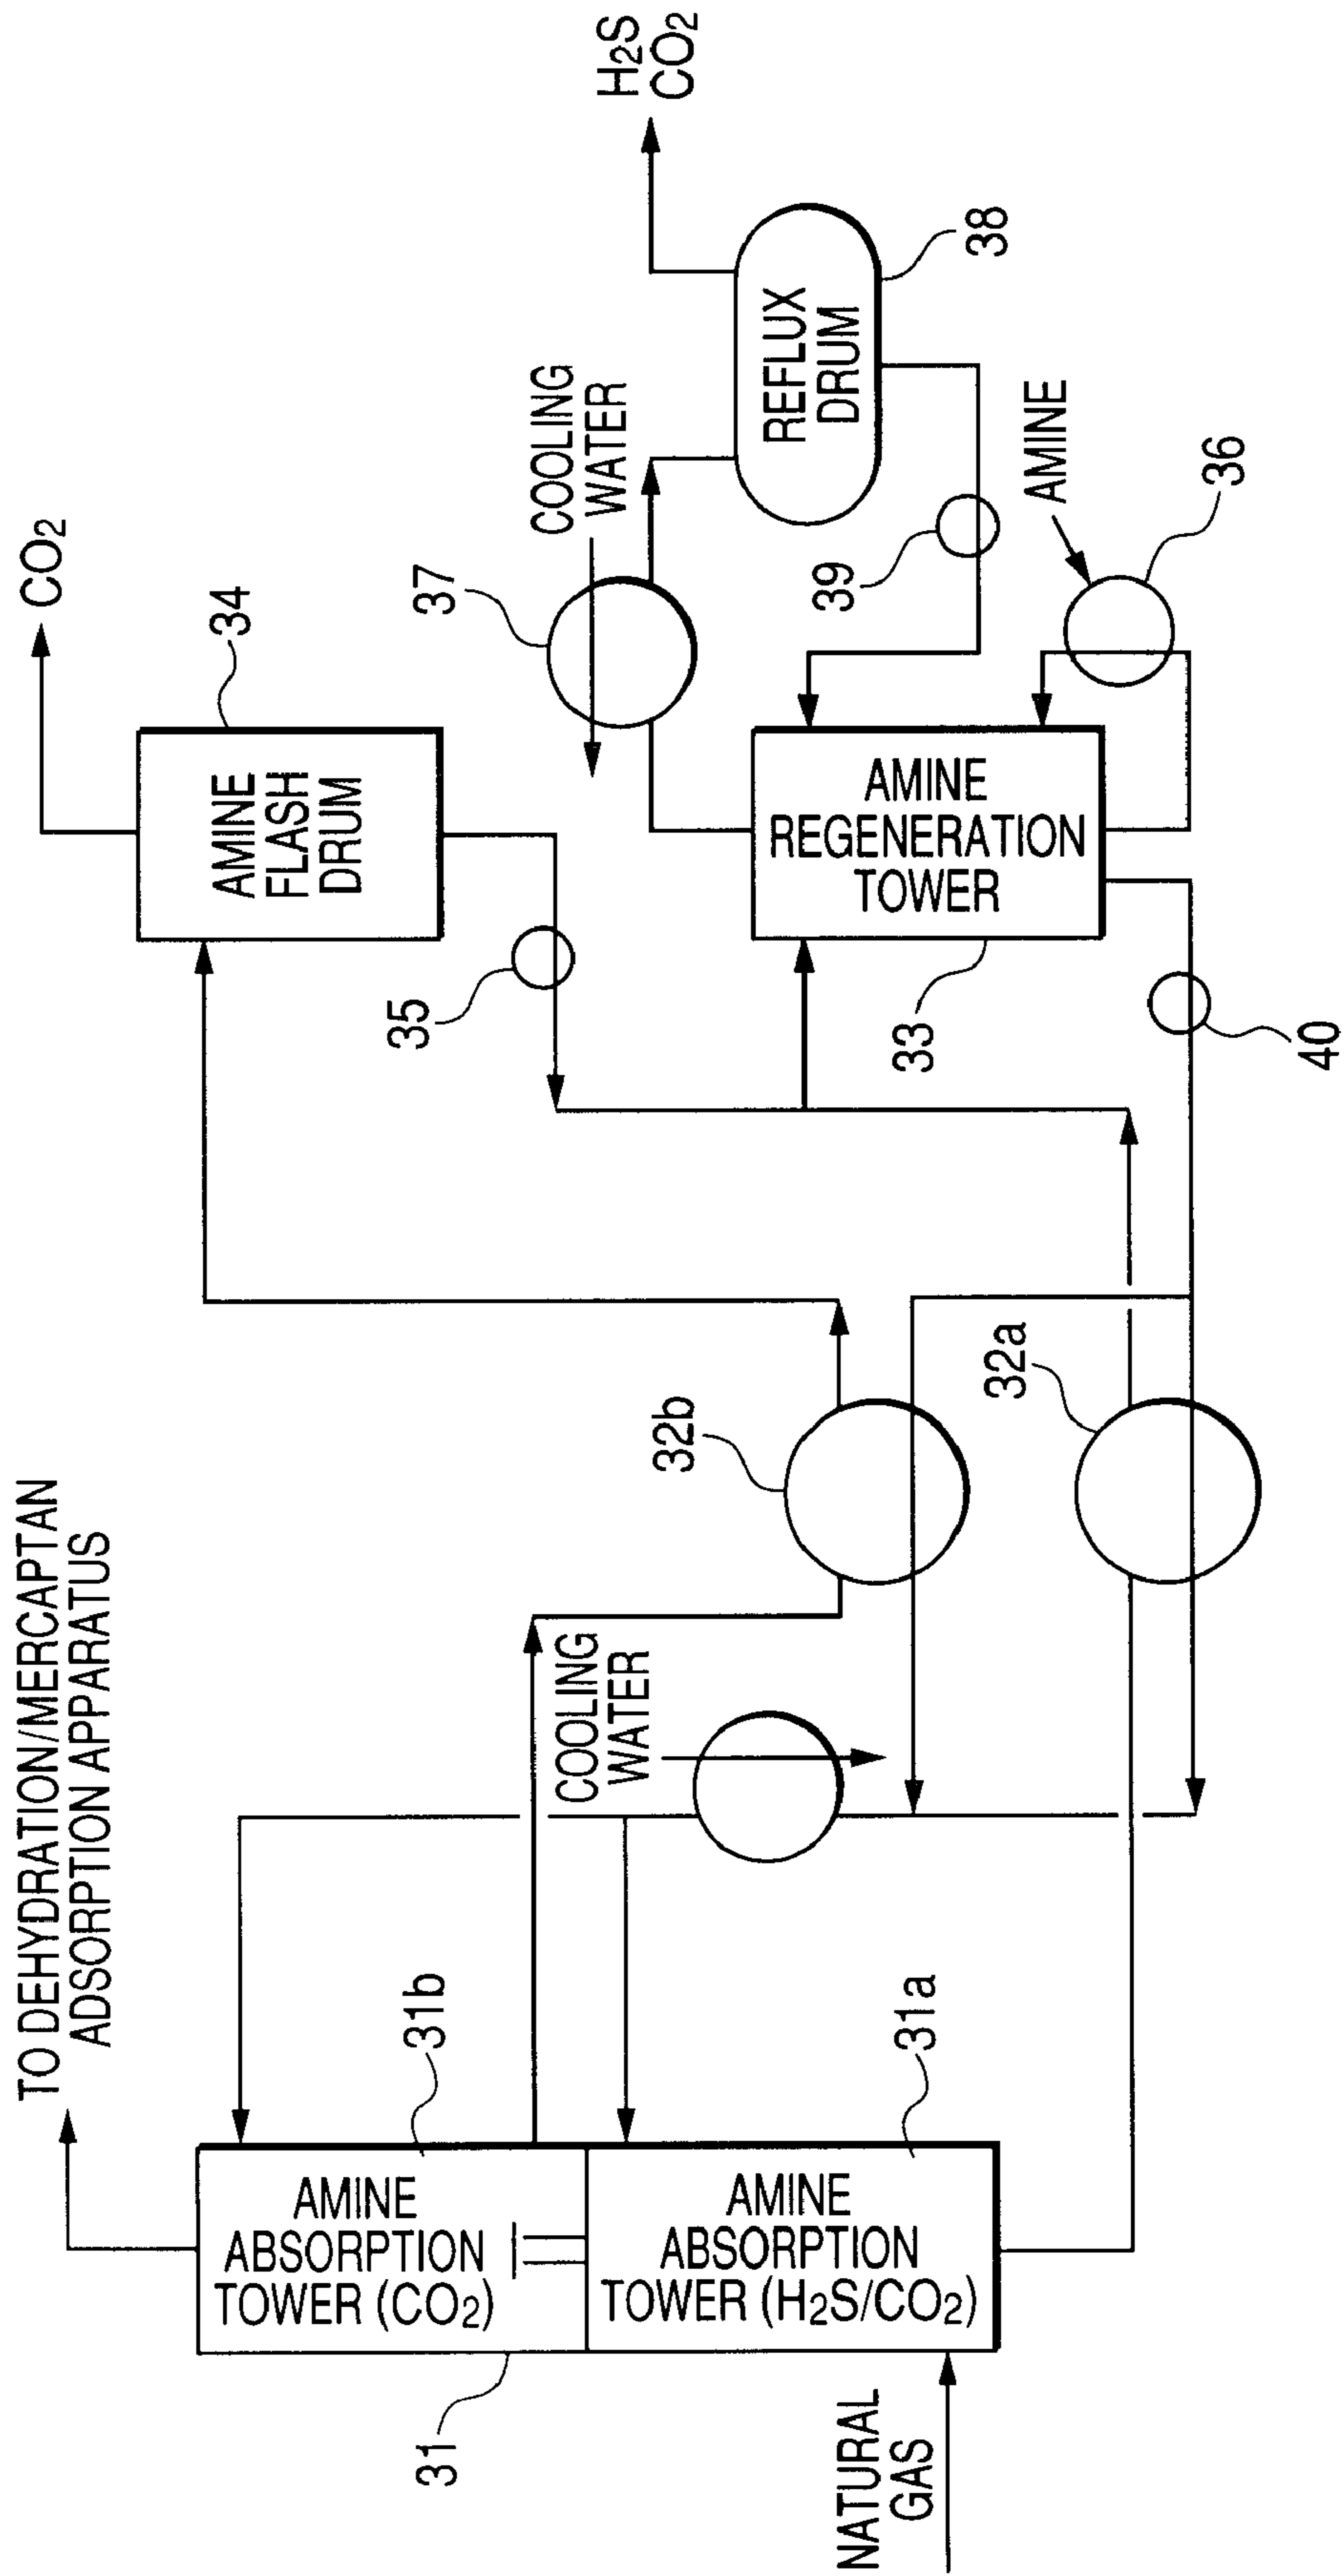 TO DEHYDRATION/MERCAPTAN
ADSORPTION APPARATUS
CO2
34
AMINE
FLASH
DRUM
35
37
COOLING
WATER
H2S
CO2
REFLUX
DRUM
38
39
AMINE
36
AMINE
REGENERATION
TOWER
33
40
32b
32a
COOLING
WATER
31b
AMINE
ABSORPTION
TOWER (CO2)
31a
AMINE
ABSORPTION
TOWER (H2S/CO2)
31
NATURAL
GAS